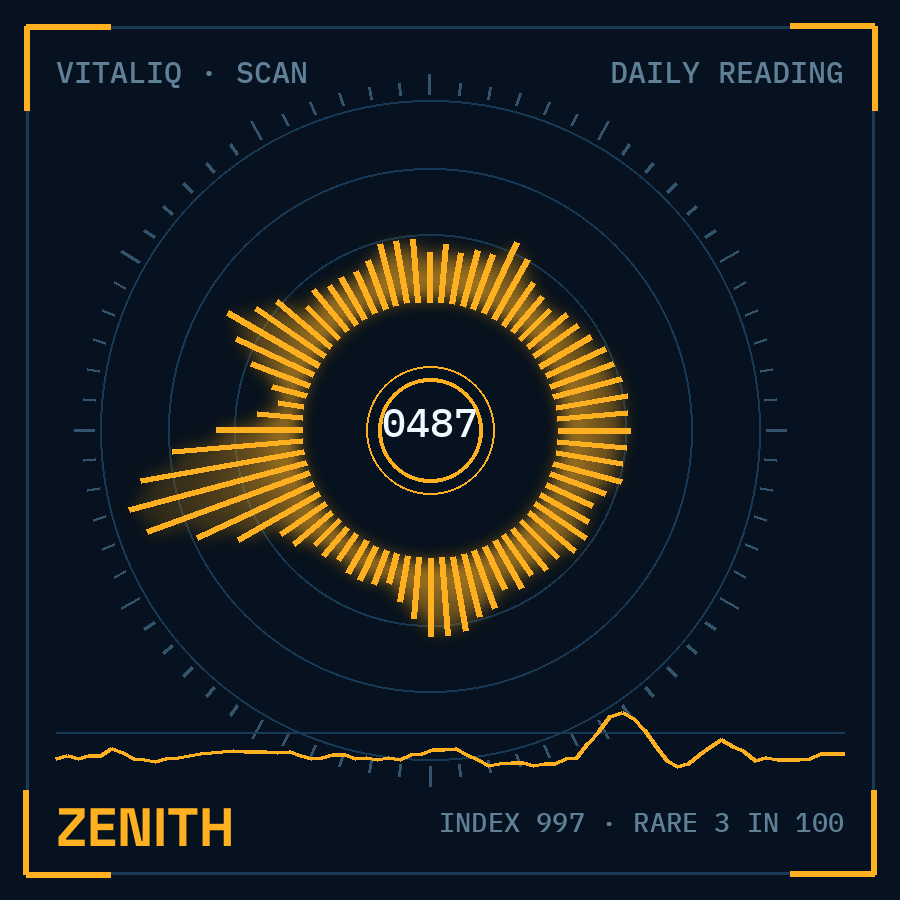 VITALIQ · SCAN
DAILY READING
0487
ZENITH
INDEX 997 · RARE 3 IN 100